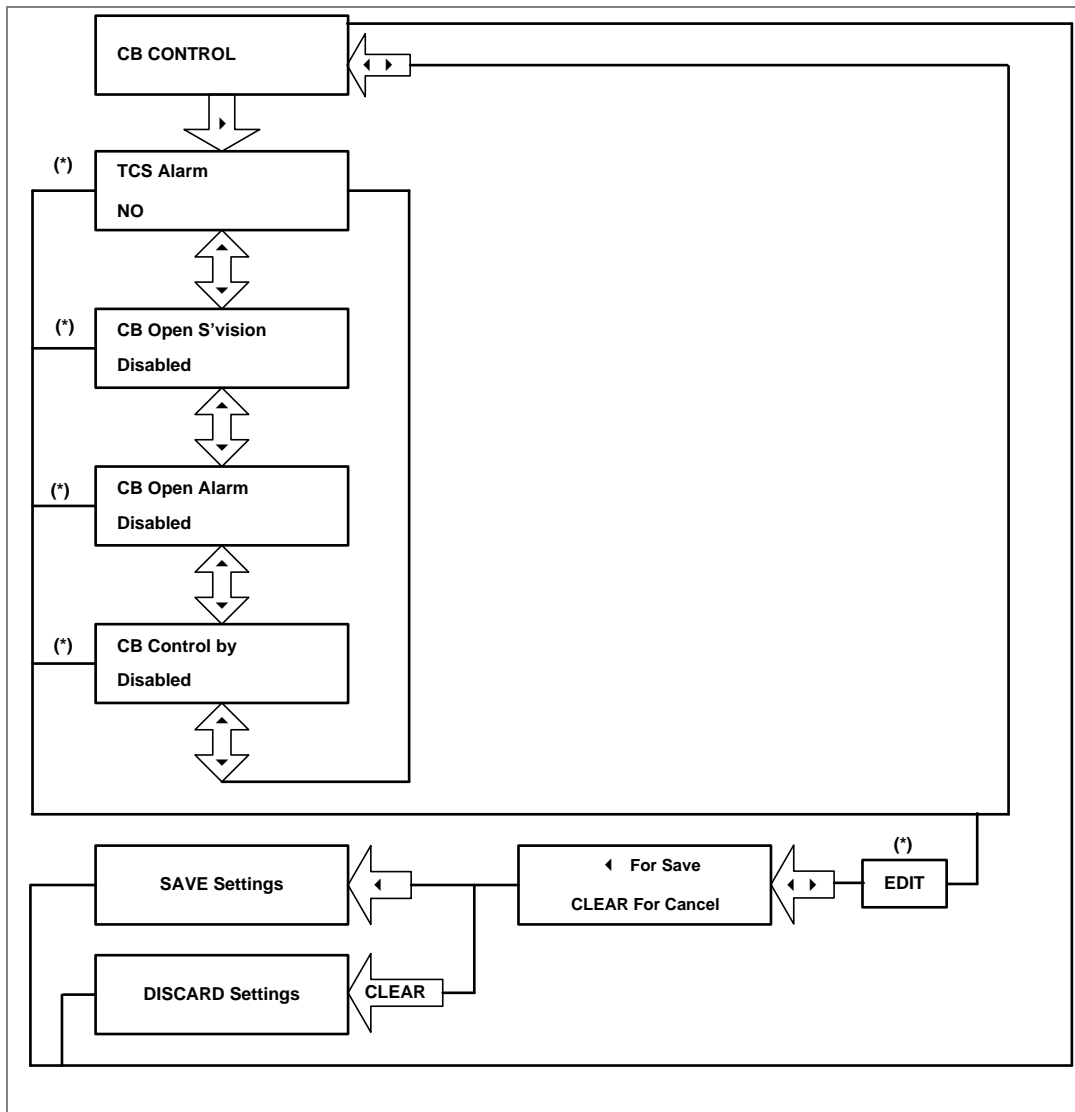 CB CONTROL
(*)
TCS Alarm
NO
(*)
CB Open S’vision
Disabled
(*)
CB Open Alarm
Disabled
(*)
CB Control by
Disabled
(*)
SAVE Settings
For Save
CLEAR For Cancel
EDIT
DISCARD Settings
CLEAR